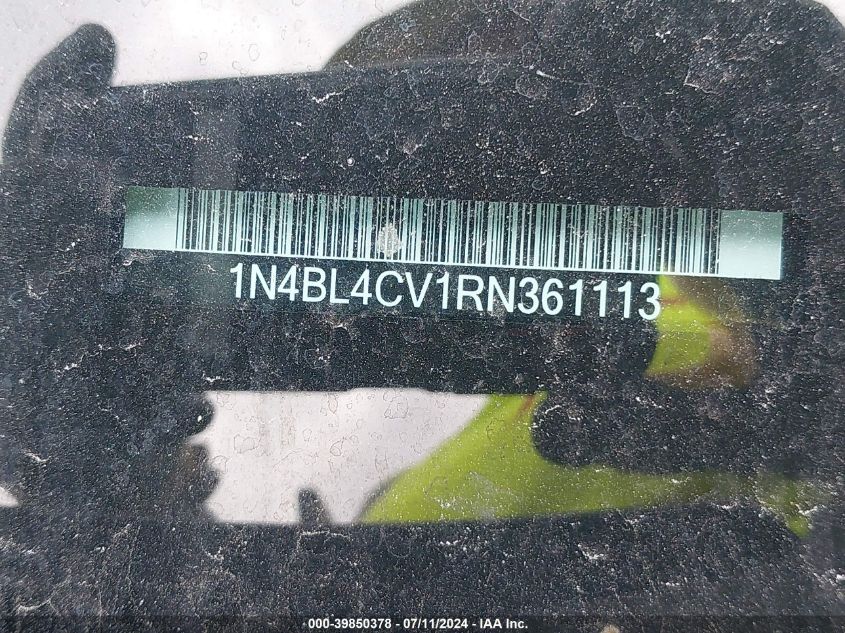 1N4BL4CV1RN361113
000-39850378 - 07/11/2024 - IAA Inc.